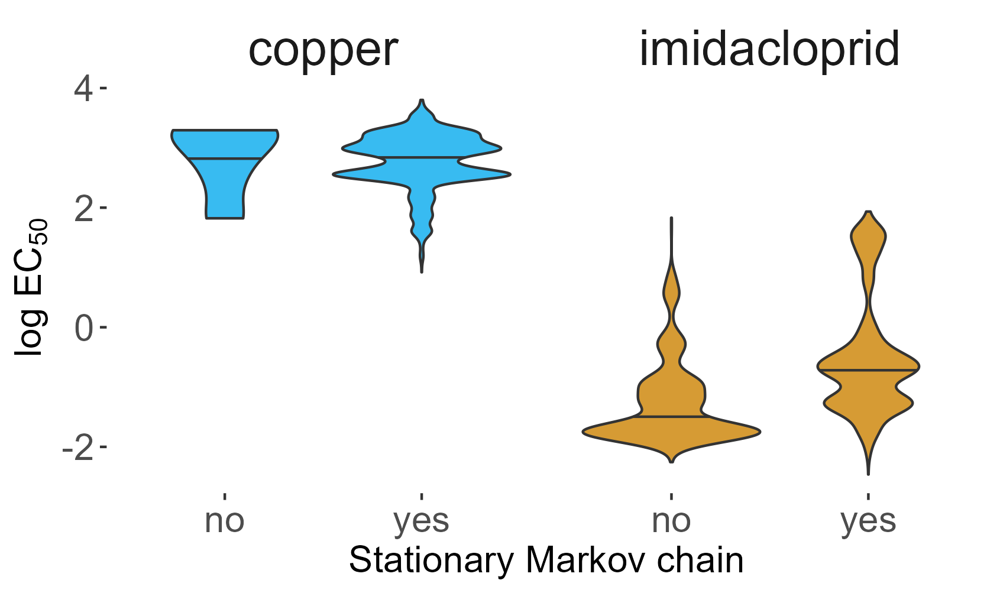 copper imidacloprid
4
2
0
-2
log EC₅₀
no yes no yes
Stationary Markov chain